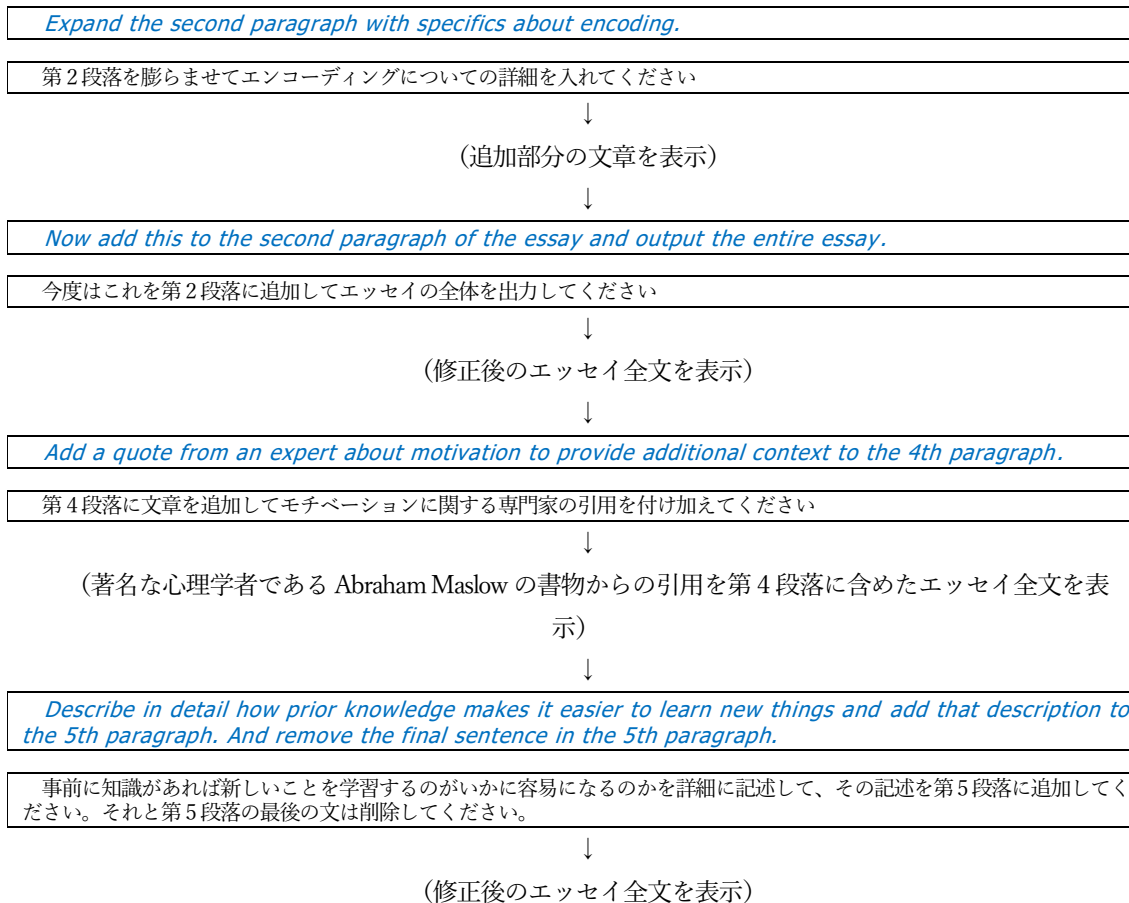 Expand the second paragraph with specifics about encoding.
第2段落を膨らませてエンコーディングについての詳細を入れてください
↓
（追加部分の文章を表示）
↓
Now add this to the second paragraph of the essay and output the entire essay.
今度はこれを第2段落に追加してエッセイの全体を出力してください
↓
（修正後のエッセイ全文を表示）
↓
Add a quote from an expert about motivation to provide additional context to the 4th paragraph.
第4段落に文章を追加してモチベーションに関する専門家の引用を付け加えてください
↓
（著名な心理学者である Abraham Maslow の書物からの引用を第 4 段落に含めたエッセイ全文を表
示）
↓
Describe in detail how prior knowledge makes it easier to learn new things and add that description to
the 5th paragraph. And remove the final sentence in the 5th paragraph.
事前に知識があれば新しいことを学習するのがいかに容易になるのかを詳細に記述して、その記述を第5段落に追加してく
ださい。それと第5段落の最後の文は削除してください。
↓
（修正後のエッセイ全文を表示）